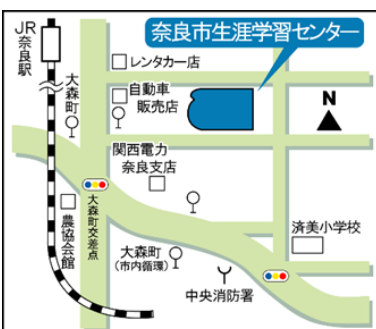 奈良市生涯学習センター
JR
奈良駅
レンタカー店
大森町
自動車
販売店
N
関西電力
奈良支店
大森町交差点
農協会館
済美小学校
大森町
(市内循環)
中央消防署